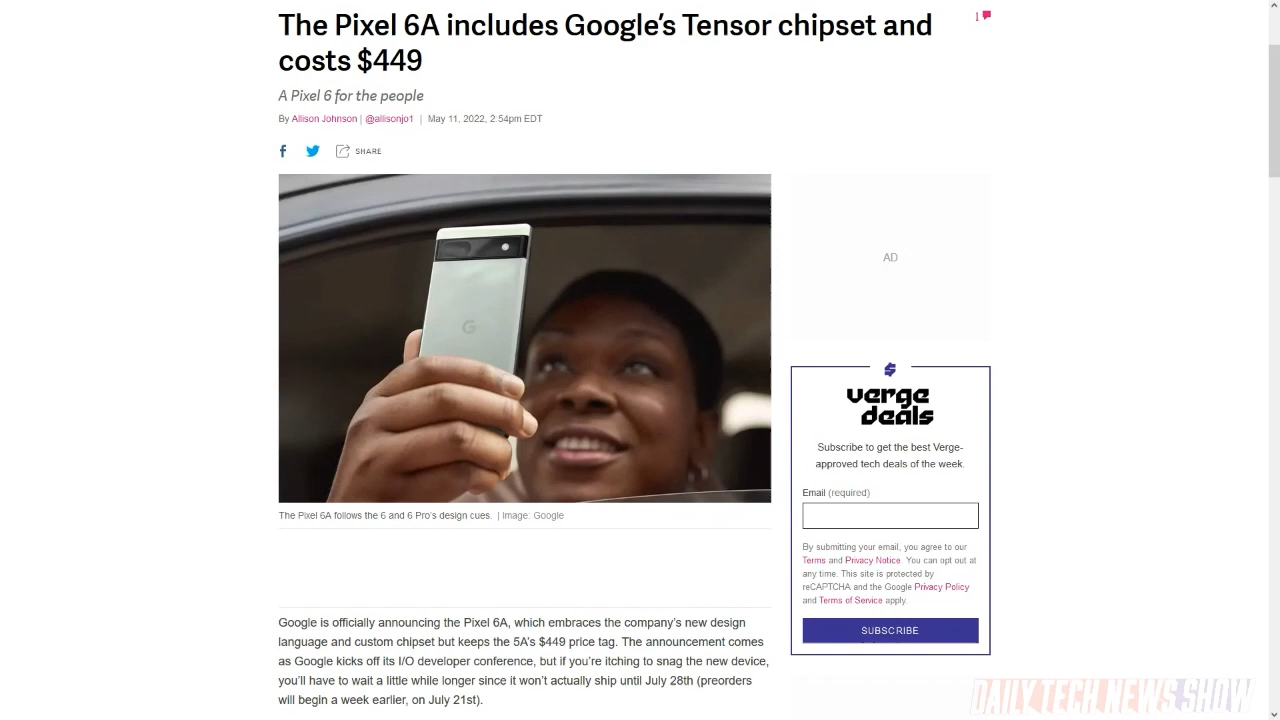 The Pixel 6A includes Google's Tensor chipset and
costs $449
1
A Pixel 6 for the people
By Allison Johnson | @allisonjo1 | May 11, 2022, 2:54pm EDT
SHARE
G
The Pixel 6A follows the 6 and 6 Pro's design cues. | Image: Google
Google is officially announcing the Pixel 6A, which embraces the company's new design
language and custom chipset but keeps the 5A's $449 price tag. The announcement comes
as Google kicks off its I/O developer conference, but if you're itching to snag the new device,
you'll have to wait a little while longer since it won't actually ship until July 28th (preorders
will begin a week earlier, on July 21st).
AD
verge
deals
Subscribe to get the best Verge-
approved tech deals of the week.
Email (required)
By submitting your email, you agree to our
Terms and Privacy Notice. You can opt out at
any time. This site is protected by
reCAPTCHA and the Google Privacy Policy
and Terms of Service apply.
SUBSCRIBE
DAILY TECH NEWS SHOW